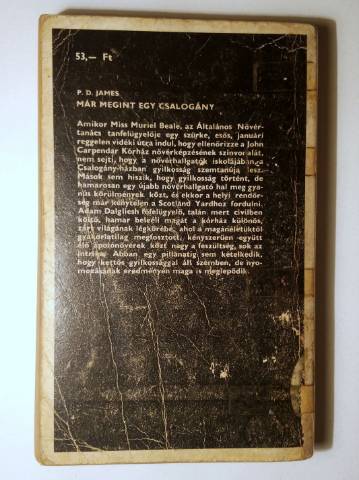 53,— Ft
P. D. JAMES
MÁR MEGINT EGY CSALOGÁNY
Amikor Miss Muriel Beale, az Általános Nővér-
tanács tanfelügyelője egy szürke, esős, januári
reggelen vidéki útra indul, hogy ellenőrizze a John
Carpendar Kórház nővérképzésének színvonalát,
nem sejti, hogy a nővérhallgatók iskolájában, a
Csalogány-házban gyilkosság szemtanúja lesz.
Mások sem hiszik, hogy gyilkosság történt, de
hamarosan egy újabb nővérhallgató hal meg gya-
nús körülmények közt, és ekkor a helyi rendőr-
ség már kénytelen a Scotland Yardhoz fordulni.
Adam Dalgliesh főfelügyelő, talán mert civilben
költő, hamar beleéli magát a kórház különös,
zárt világának légkörébe, ahol a magánéletüktől
gyakorlatilag megfosztott, kényszerűen együtt
élő ápolónővérek közt nagy a feszültség, sok az
intrika. Abban egy pillanatig sem kételkedik,
hogy kettős gyilkossággal áll szemben, de nyo-
mozásának eredményén maga is meglepődik.